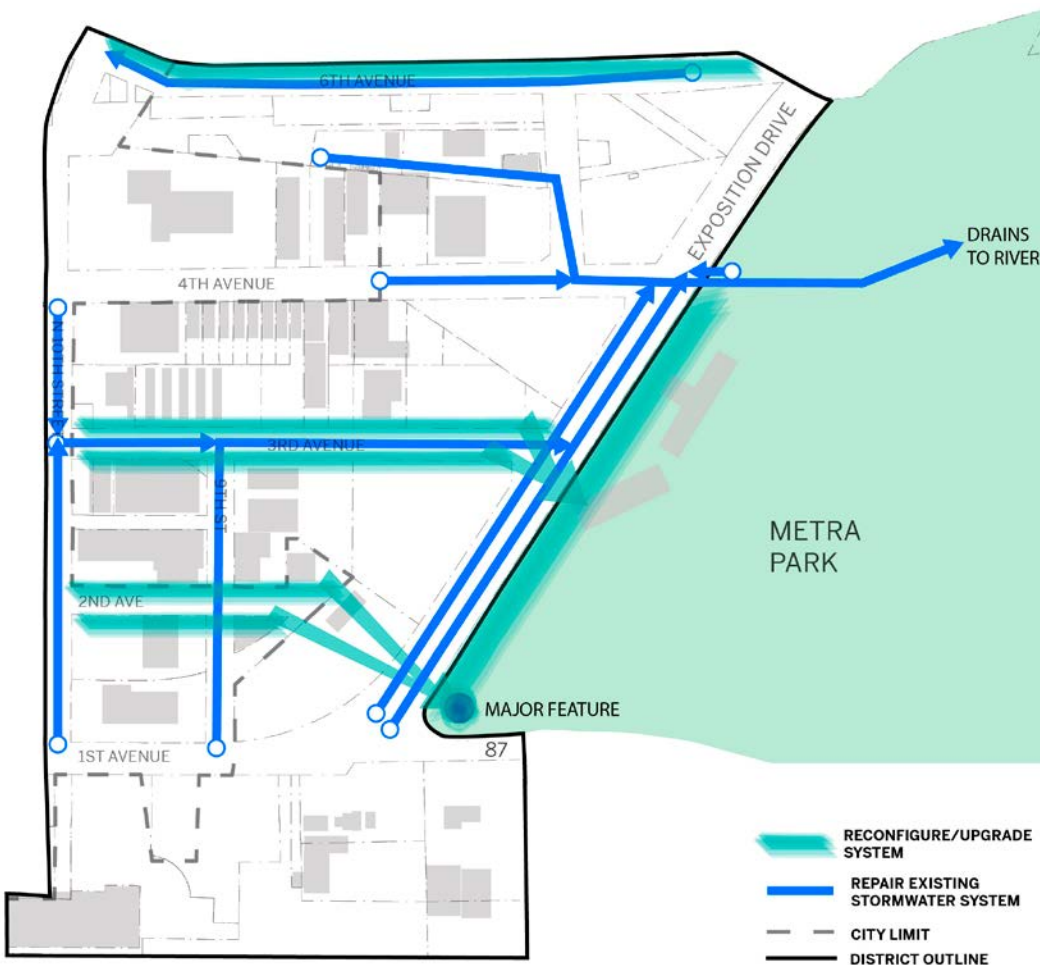 6TH AVENUE
EXPOSITION DRIVE
DRAINS
TO RIVER
4TH AVENUE
N 10TH STREET
3RD AVENUE
9TH ST
METRA
PARK
2ND AVE
MAJOR FEATURE
87
1ST AVENUE
RECONFIGURE/UPGRADE
SYSTEM
REPAIR EXISTING
STORMWATER SYSTEM
CITY LIMIT
DISTRICT OUTLINE